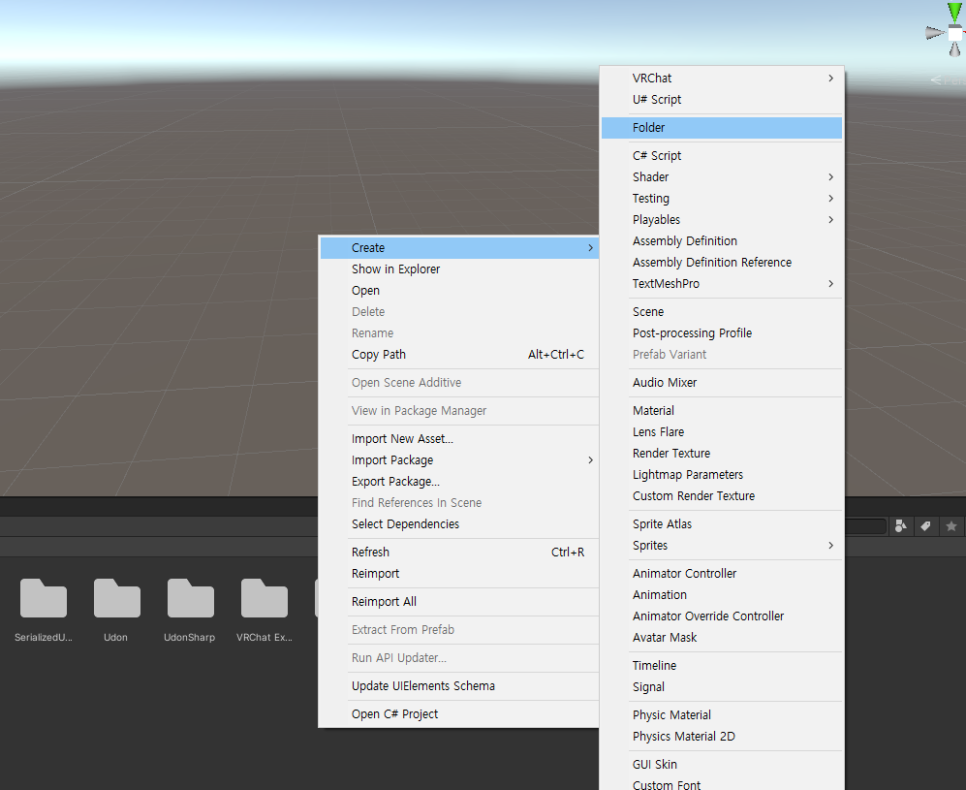 Create
Show in Explorer
Open
Delete
Rename
Copy Path Alt+Ctrl+C
Open Scene Additive
View in Package Manager
Import New Asset...
Import Package
Export Package...
Find References In Scene
Select Dependencies
Refresh Ctrl+R
Reimport
Reimport All
Extract From Prefab
Run API Updater...
Update UIElements Schema
Open C# Project
VRChat
U# Script
Folder
C# Script
Shader
Testing
Playables
Assembly Definition
Assembly Definition Reference
TextMeshPro
Scene
Post-processing Profile
Prefab Variant
Audio Mixer
Material
Lens Flare
Render Texture
Lightmap Parameters
Custom Render Texture
Sprite Atlas
Sprites
Animator Controller
Animation
Animator Override Controller
Avatar Mask
Timeline
Signal
Physic Material
Physics Material 2D
GUI Skin
Custom Font
SerializedU...
Udon
UdonSharp
VRChat Ex...